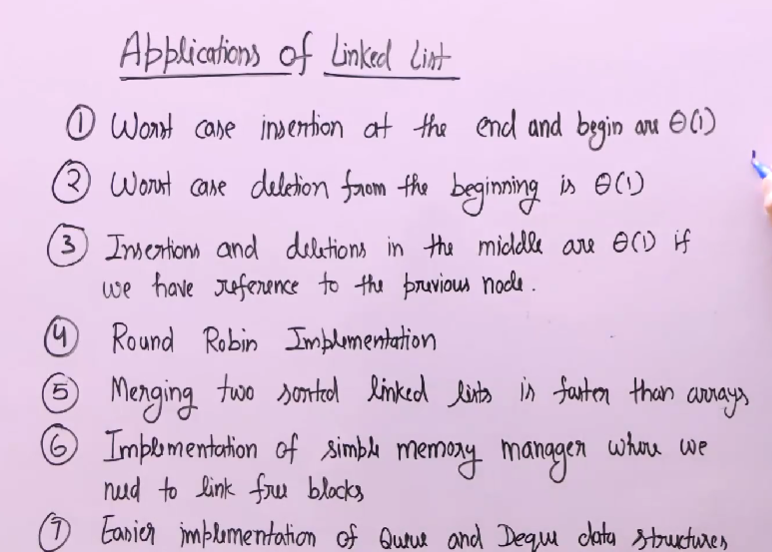 Applications of Linked List
① Worst case insertion at the end and begin are θ(1)
② Worst case deletion from the beginning is θ(1)
③ Insertions and deletions in the middle are θ(1) if
we have reference to the previous node.
④ Round Robin Implementation
⑤ Merging two sorted linked lists is faster than arrays
⑥ Implementation of simple memory manager where we
need to link free blocks
⑦ Easier implementation of Queue and Deque data structures